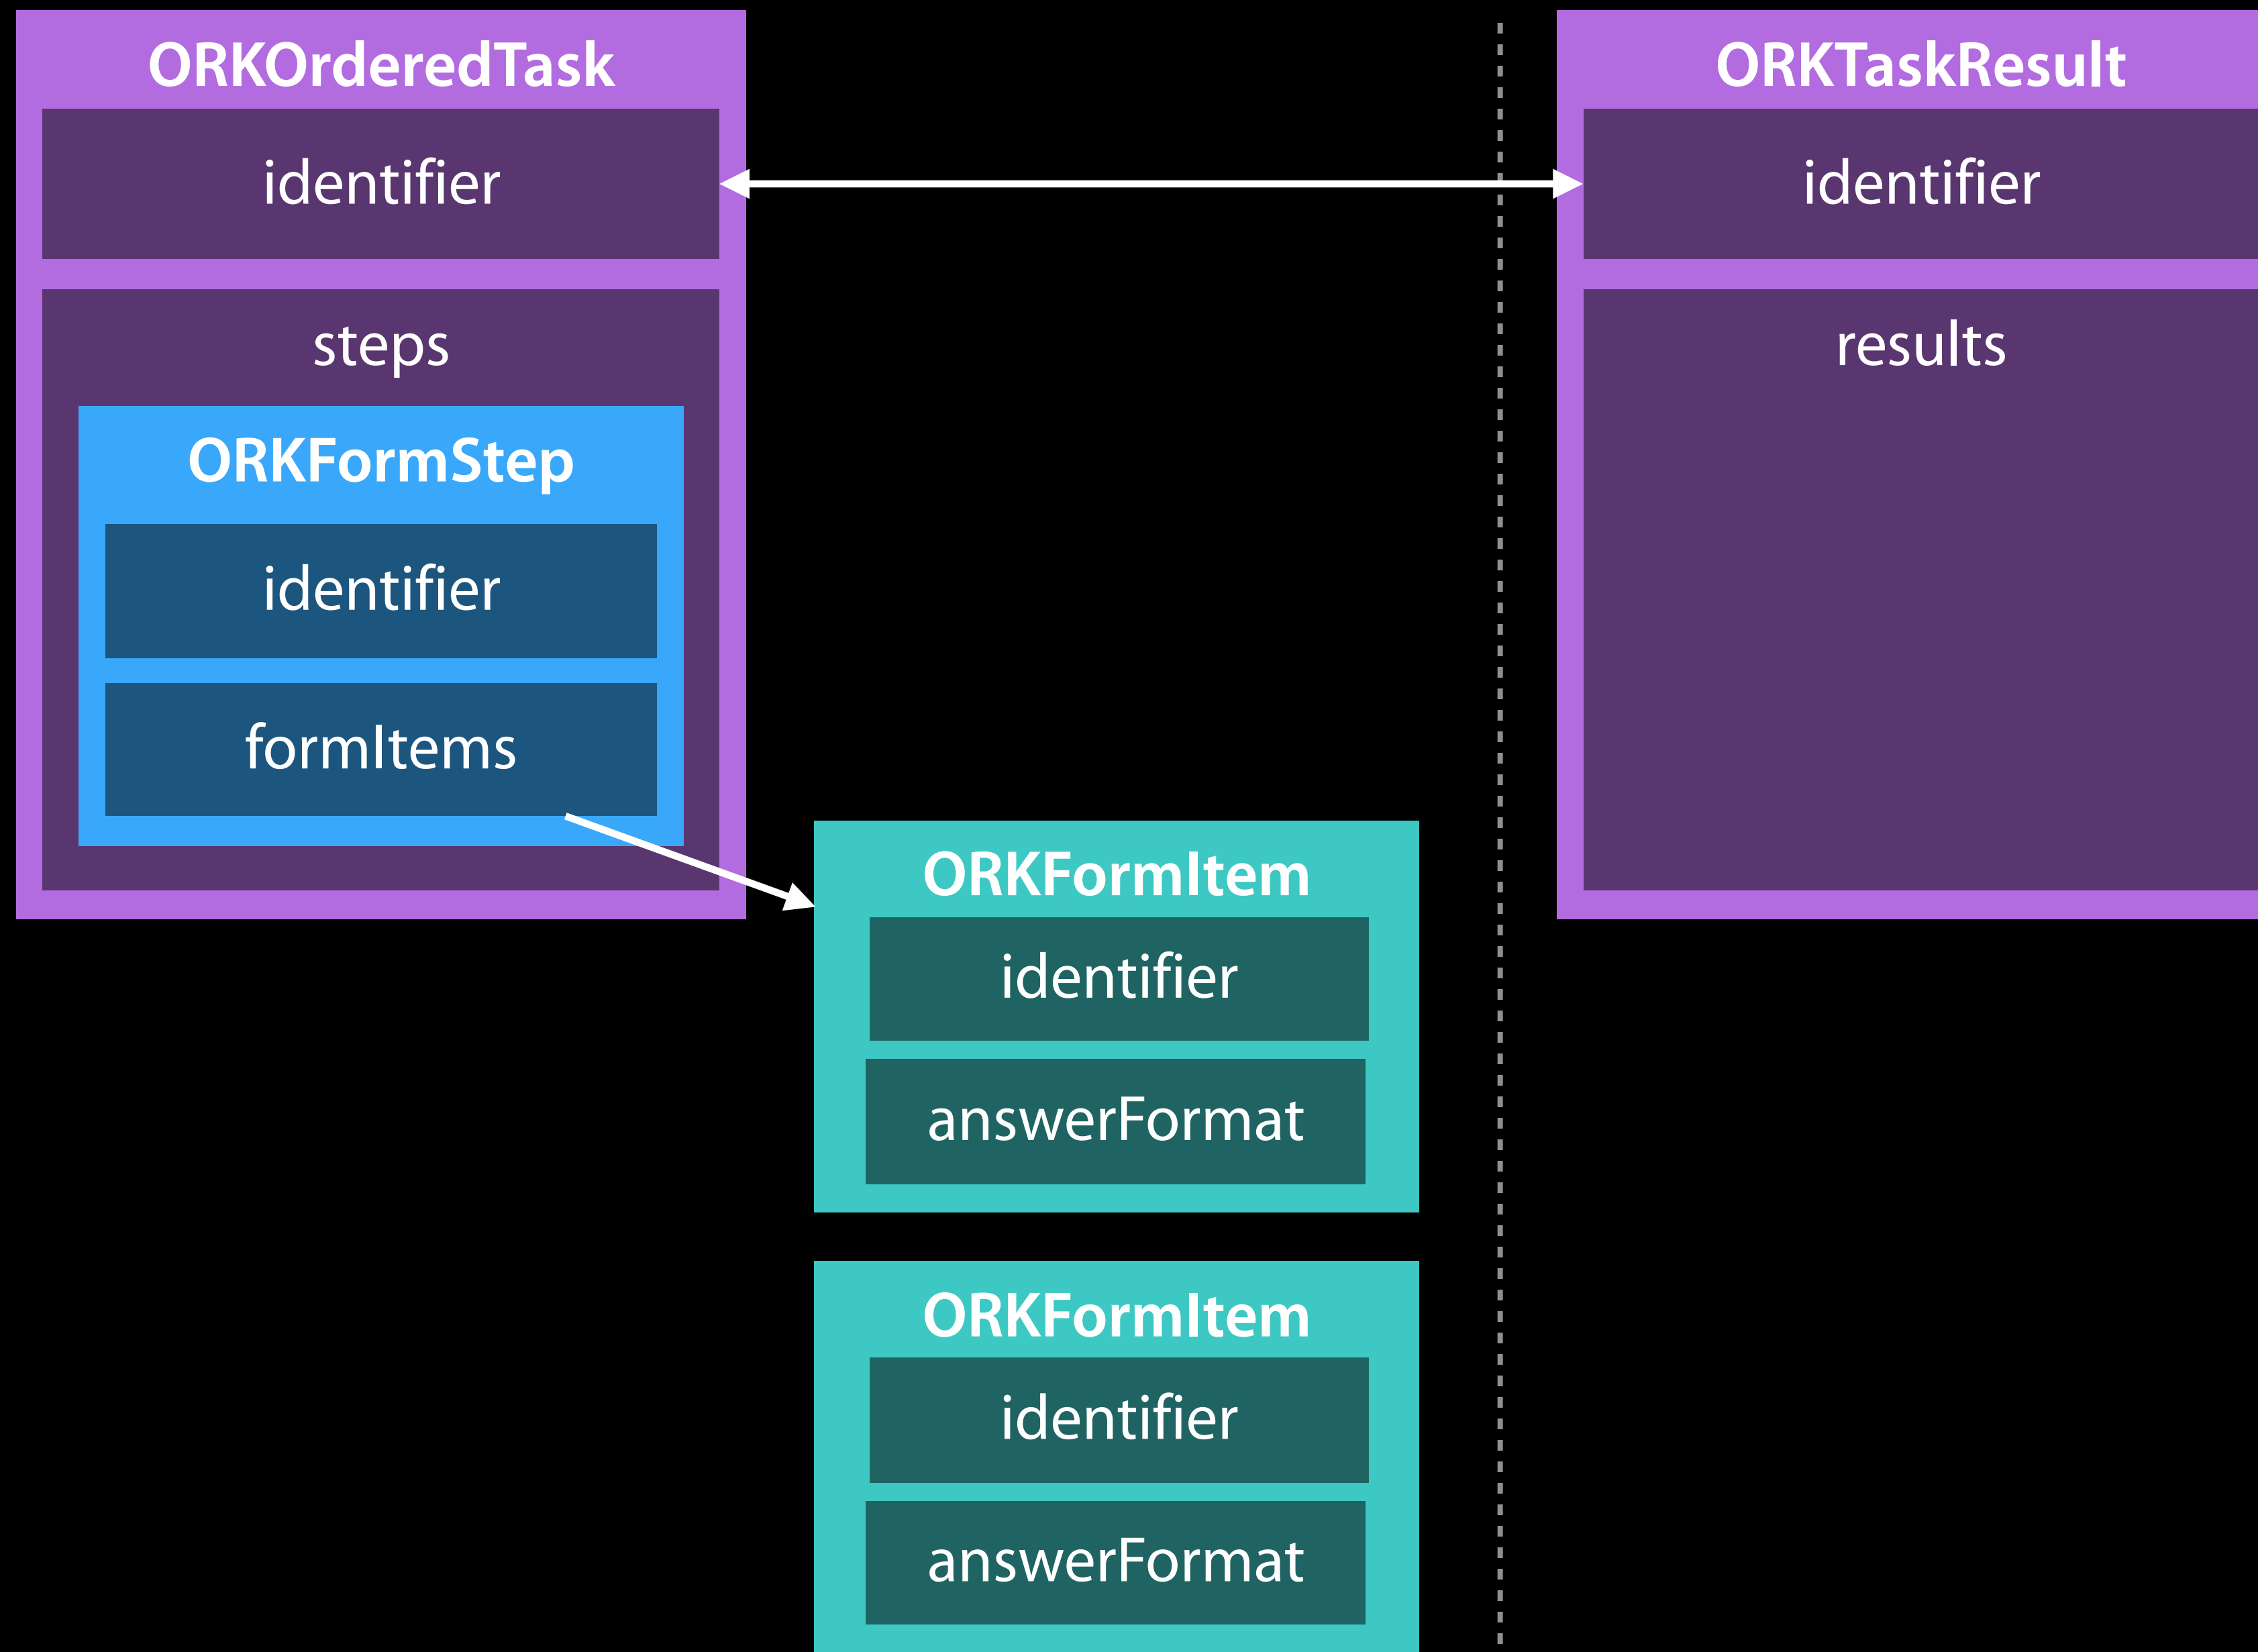 ORKOrderedTask
identifier
steps
ORKFormStep
identifier
formItems
ORKFormItem
identifier
answerFormat
ORKFormItem
identifier
answerFormat
ORKTaskResult
identifier
results